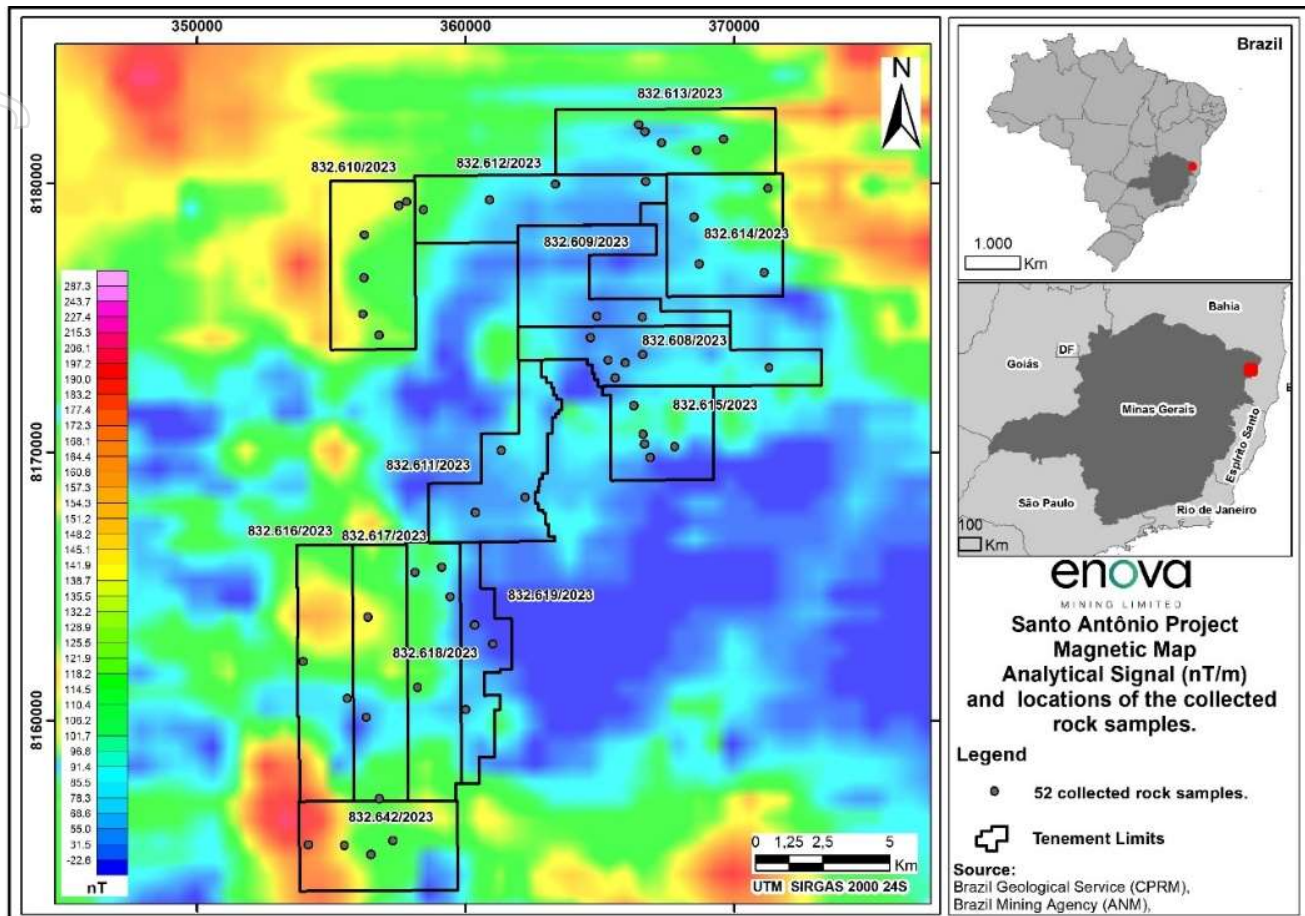 350000
360000
370000
8180000
8170000
8160000
N
832.613/2023
832.612/2023
832.610/2023
832.609/2023
832.614/2023
832.608/2023
832.615/2023
832.611/2023
832.616/2023
832.617/2023
832.619/2023
832.618/2023
832.642/2023
297.3
243.7
227.4
215.3
206.1
197.2
190.0
183.2
177.4
172.3
168.1
164.4
160.8
157.3
154.3
151.2
148.2
145.1
141.9
138.7
135.5
132.2
128.9
125.5
121.9
118.2
114.5
110.4
106.2
101.7
96.8
91.4
85.5
78.3
68.6
55.0
31.5
-22.6
nT
0 1,25 2,5 5
Km
UTM SIRGAS 2000 24S
Brazil
1.000
Km
Bahia
Goiás
DF
Minas Gerais
Espírito Santo
São Paulo
Rio de Janeiro
100
Km
enova
MINING LIMITED
Santo Antônio Project
Magnetic Map
Analytical Signal (nT/m)
and locations of the collected
rock samples.
Legend
52 collected rock samples.
Tenement Limits
Source:
Brazil Geological Service (CPRM),
Brazil Mining Agency (ANM),